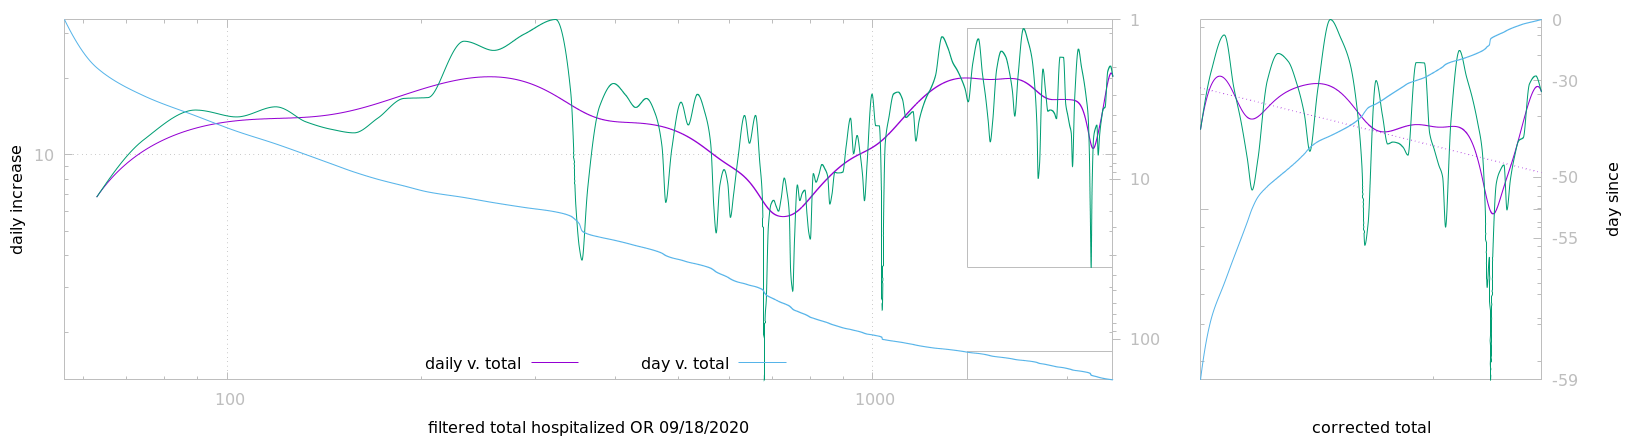 daily increase
10
100
1000
1
10
100
daily v. total
day v. total
filtered total hospitalized OR 09/18/2020
0
-30
-50
-55
-59
day since
corrected total